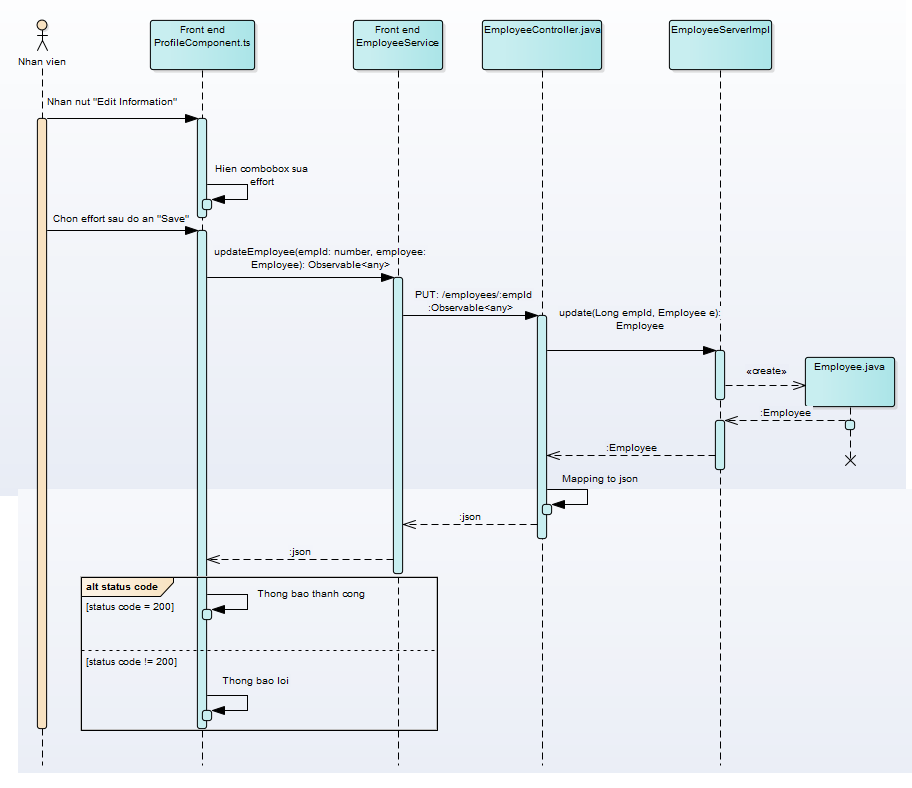 Nhan vien
Front end
ProfileComponent.ts
Front end
EmployeeService
EmployeeController.java
EmployeeServerImpl
Nhan nut "Edit Information"
Hien combobox sua
effort
Chon effort sau do an "Save"
updateEmployee(empId: number, employee:
Employee): Observable<any>
PUT: /employees/:empId
:Observable<any>
update(Long empId, Employee e):
Employee
«create»
Employee.java
:Employee
:Employee
Mapping to json
:json
:json
alt status code
[status code = 200]
Thong bao thanh cong
[status code != 200]
Thong bao loi